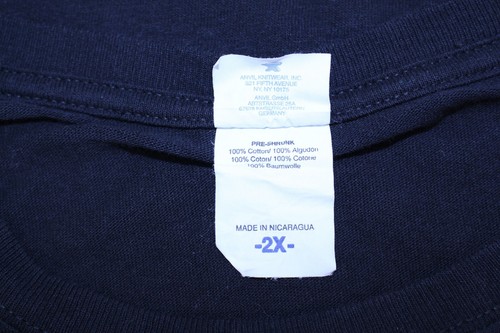 ANVIL KNITWEAR, INC
NY, NY 10175
ANVIL GmbH
GERMANY
PRE-SHRUNK
100% Cotton/ 100% Algodón
100% Coton/ 100% Cotone
100% Baumwolle
MADE IN NICARAGUA
-2X-